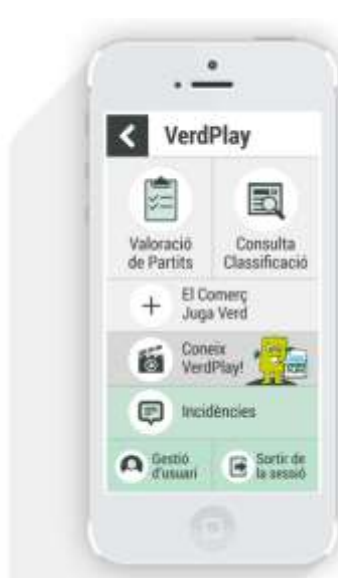 VerdPlay
Valoració
de Partits
Consulta
Classificació
El Comerç
Juga Verd
Coneix
VerdPlay!
Incidències
Gestió
d'usuari
Sortir de
la sessió